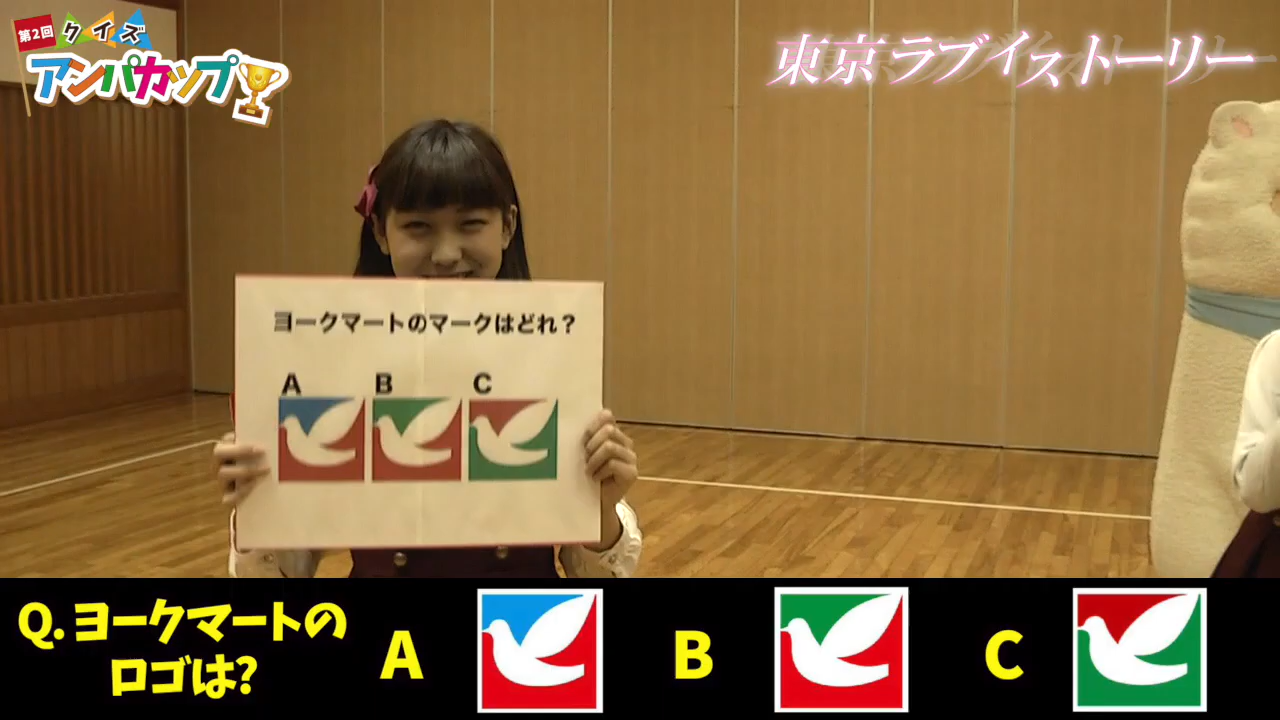 第2回
クイズ
アンパカップ
東京ラブイストーリー
ヨークマートのマークはどれ？
A B C
Q. ヨークマートの
ロゴは?
A B C